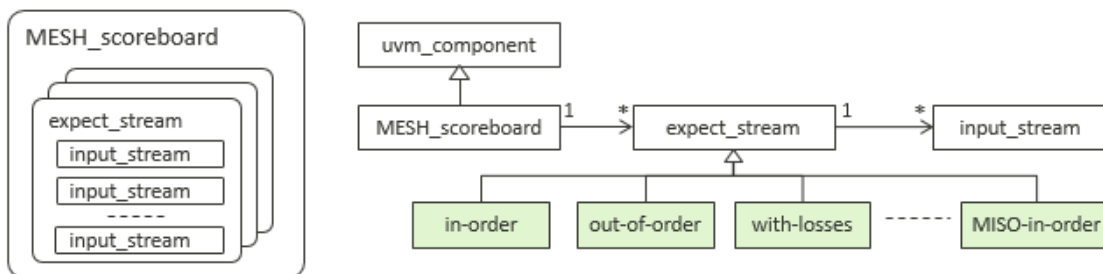 MESH_scoreboard
expect_stream
input_stream
input_stream
input_stream
uvm_component
MESH_scoreboard 1 * expect_stream 1 * input_stream
in-order out-of-order with-losses MISO-in-order